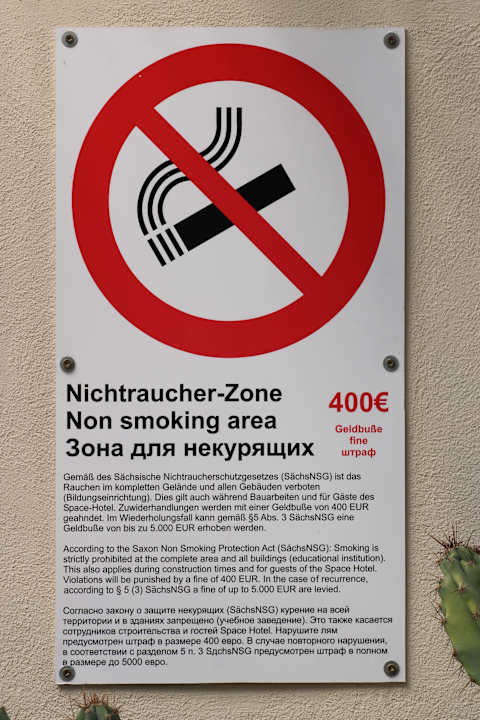 Nichtraucher-Zone
Non smoking area
Зона для некурящих
400€
Geldbuße
fine
штраф
Gemäß des Sächsische Nichtraucherschutzgesetzes (SächsNSG) ist das
Rauchen im kompletten Gelände und allen Gebäuden verboten
(Bildungseinrichtung). Dies gilt auch während Bauarbeiten und für Gäste des
Space-Hotel. Zuwiderhandlungen werden mit einer Geldbuße von 400 EUR
geahndet. Im Wiederholungsfall kann gemäß §5 Abs. 3 SächsNSG eine
Geldbuße von bis zu 5.000 EUR erhoben werden.
According to the Saxon Non Smoking Protection Act (SächsNSG): Smoking is
strictly prohibited at the complete area and all buildings (educational institution).
This also applies during construction times and for guests of the Space Hotel.
Violations will be punished by a fine of 400 EUR. In the case of recurrence,
according to § 5 (3) SächsNSG a fine of up to 5.000 EUR are levied.
Согласно закону о защите некурящих (SächsNSG) курение на всей
территории и в зданиях запрещено (учебное заведение). Это также касается
сотрудников строительства и гостей Space Hotel. Нарушите лям
предусмотрен штраф в размере 400 евро. В случае повторного нарушения,
в соответствии с разделом 5 п. 3 SдchsNSG предусмотрен штраф в полном
в размере до 5000 евро.